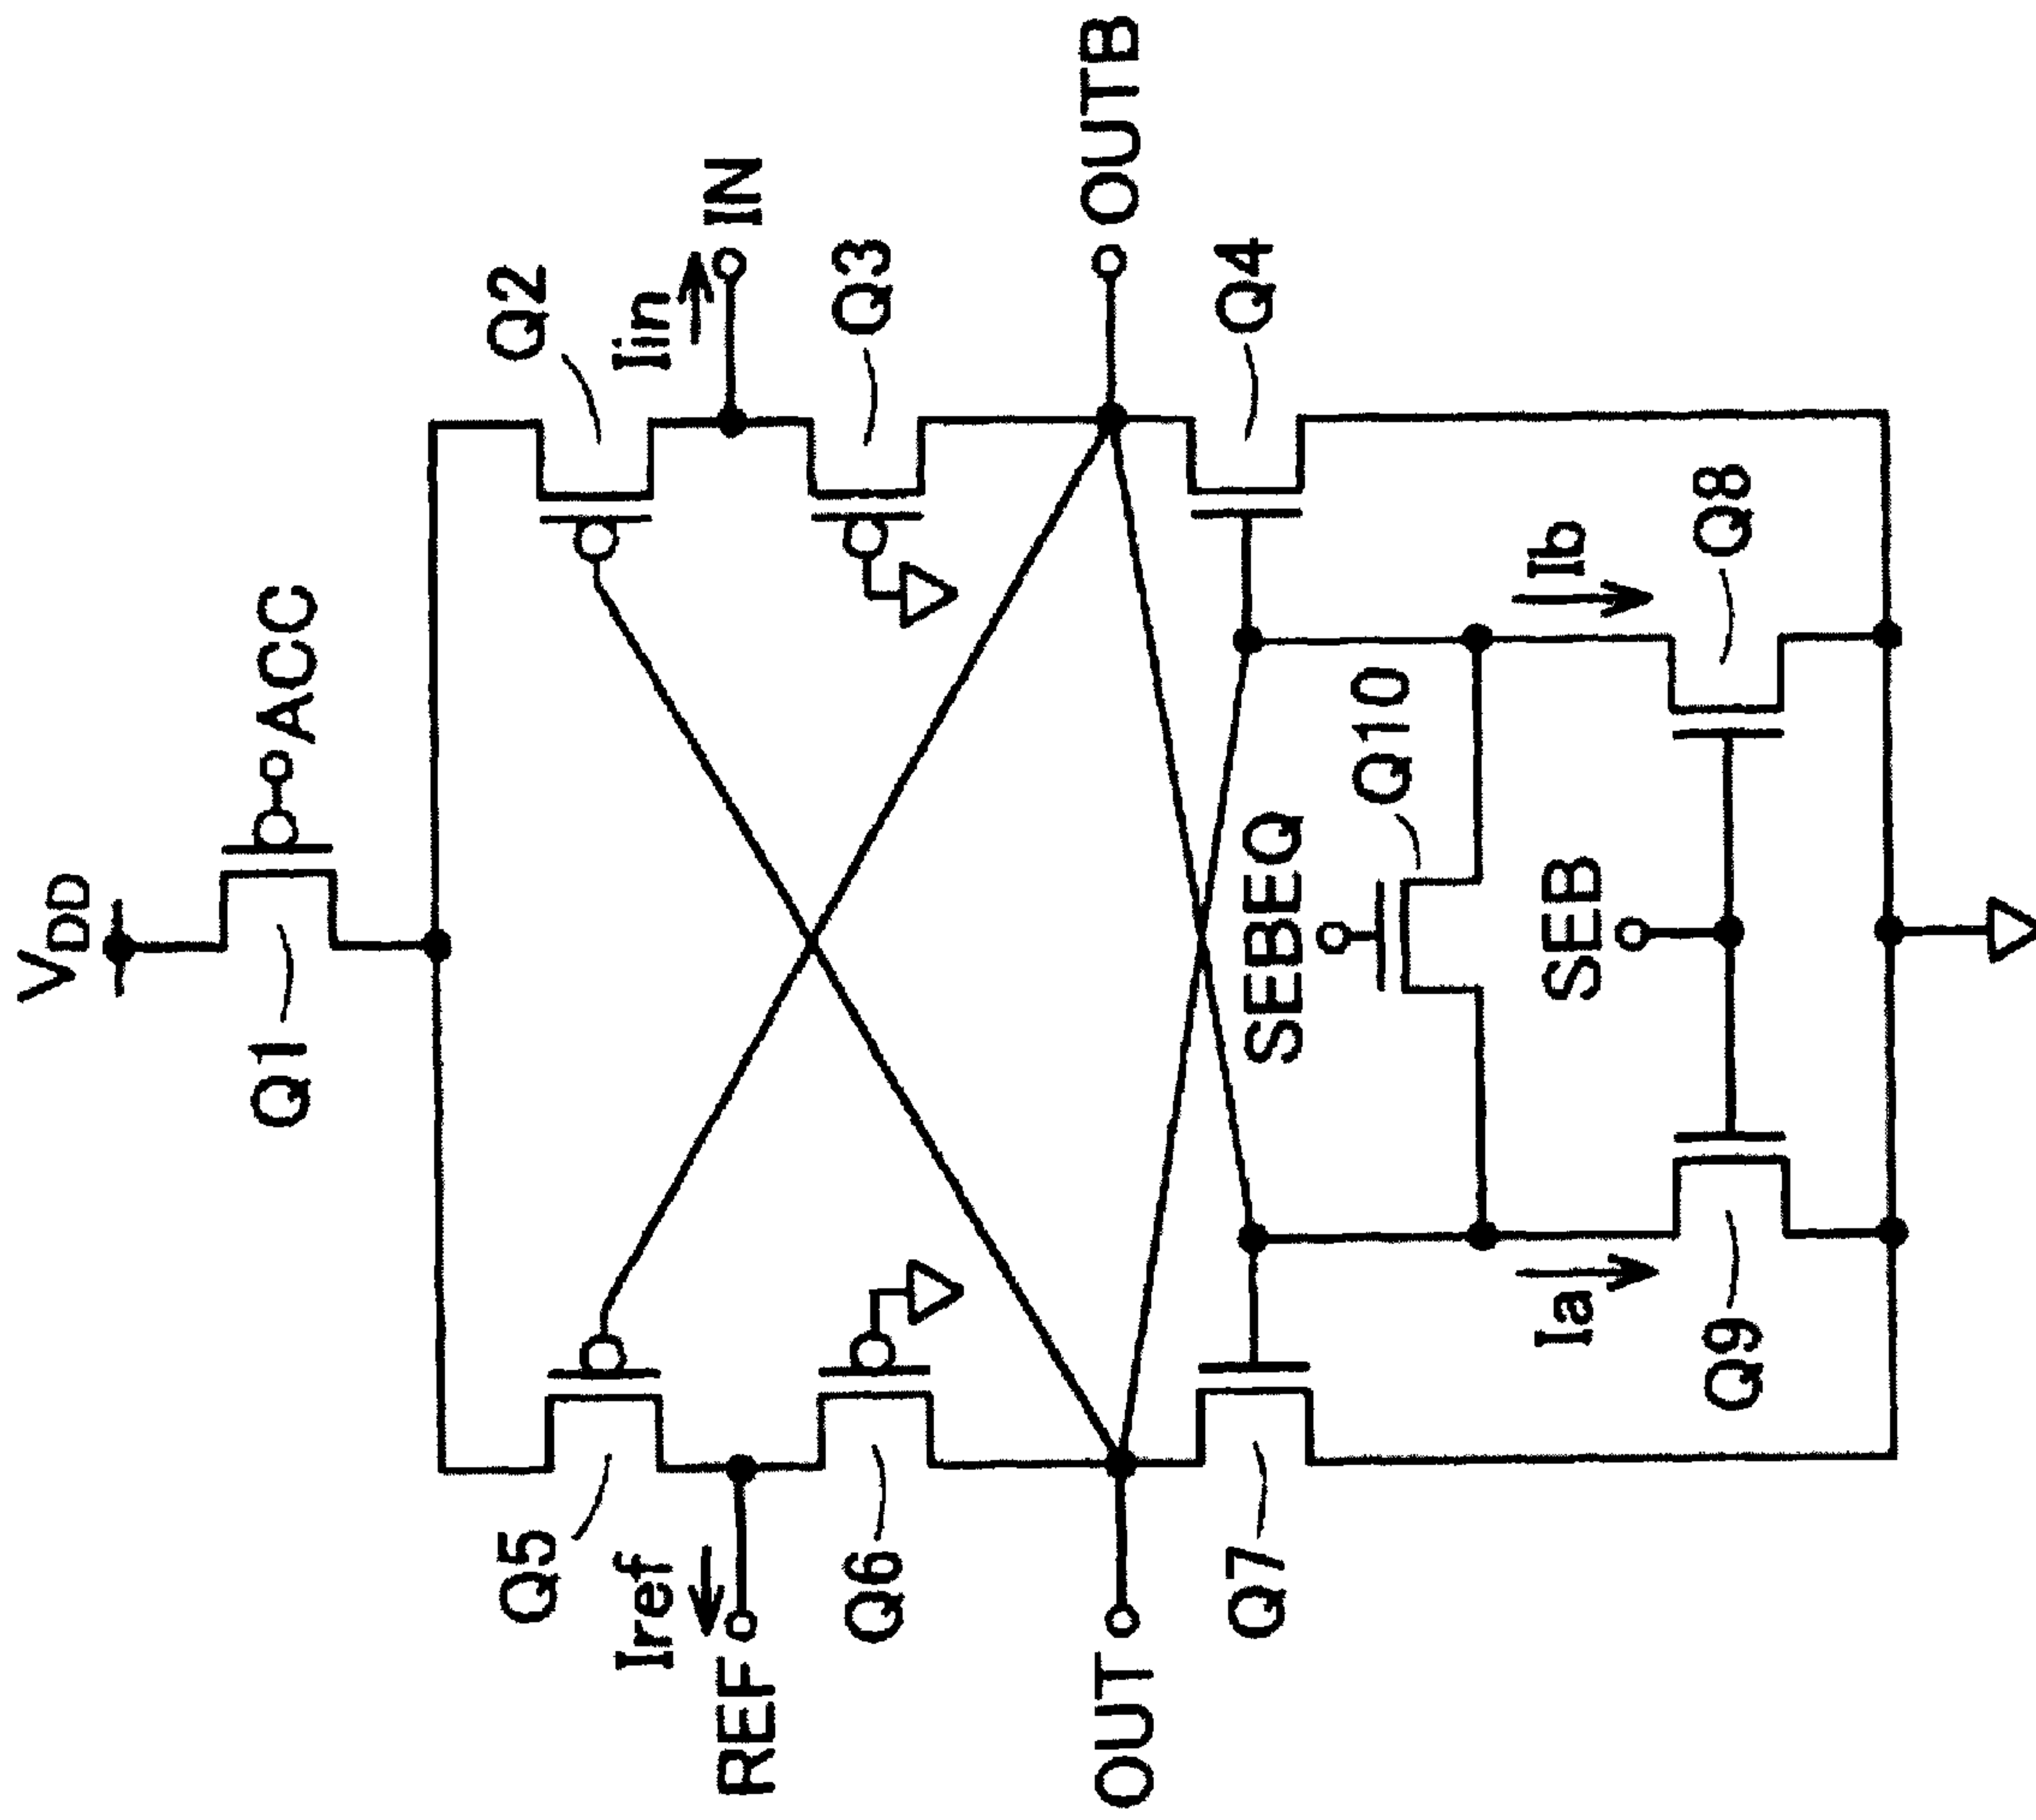 VDD
Q1
ACC
Q5
Q2
Iref
Iin
REF
IN
Q6
Q3
OUT
OUTB
Q7
SEBEQ
Q4
Q10
Ia
SEB
Ib
Q9
Q8